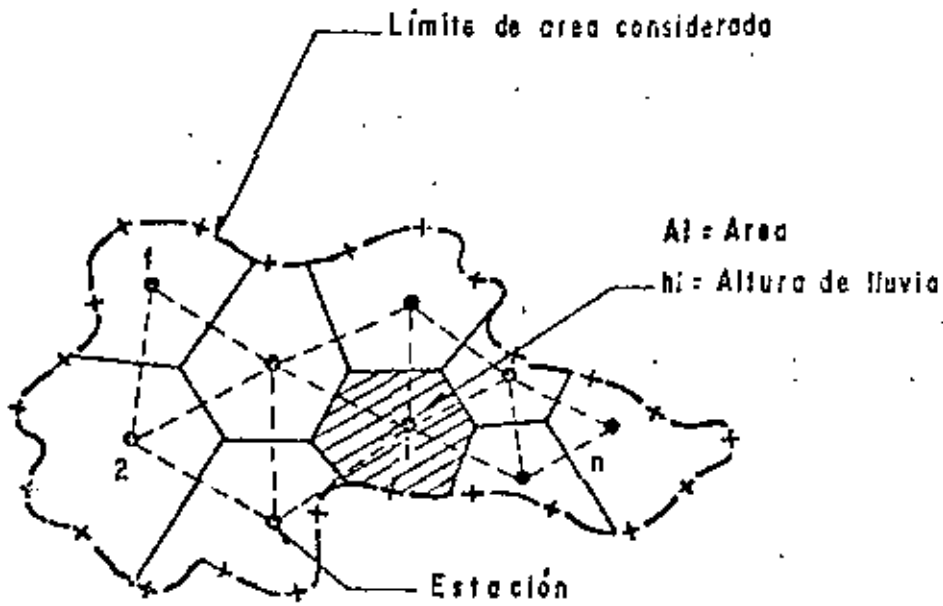 Límite de area considerada
Ai = Area
hi = Altura de lluvia
1
2
n
Estación